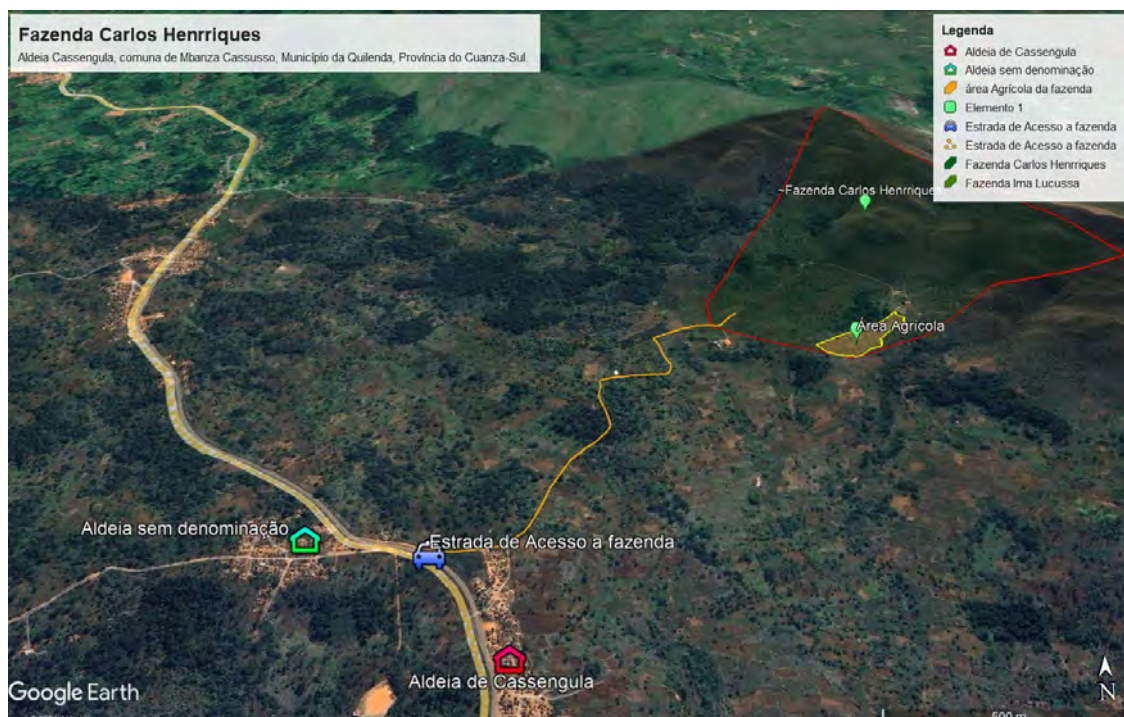 Fazenda Carlos Henrriques
Aldeia Cassengula, comuna de Mbanza Cassusso, Município da Quilenda, Província do Cuanza-Sul.
Legenda
Aldeia de Cassengula
Aldeia sem denominação
área Agrícola da fazenda
Elemento 1
Estrada de Acesso a fazenda
Estrada de Acesso a fazenda
Fazenda Carlos Henrriques
Fazenda Ima Lucussa
~Fazenda Carlos Henrriques
Área Agrícola
Aldeia sem denominação
Estrada de Acesso a fazenda
Aldeia de Cassengula
Google Earth
N
500 m